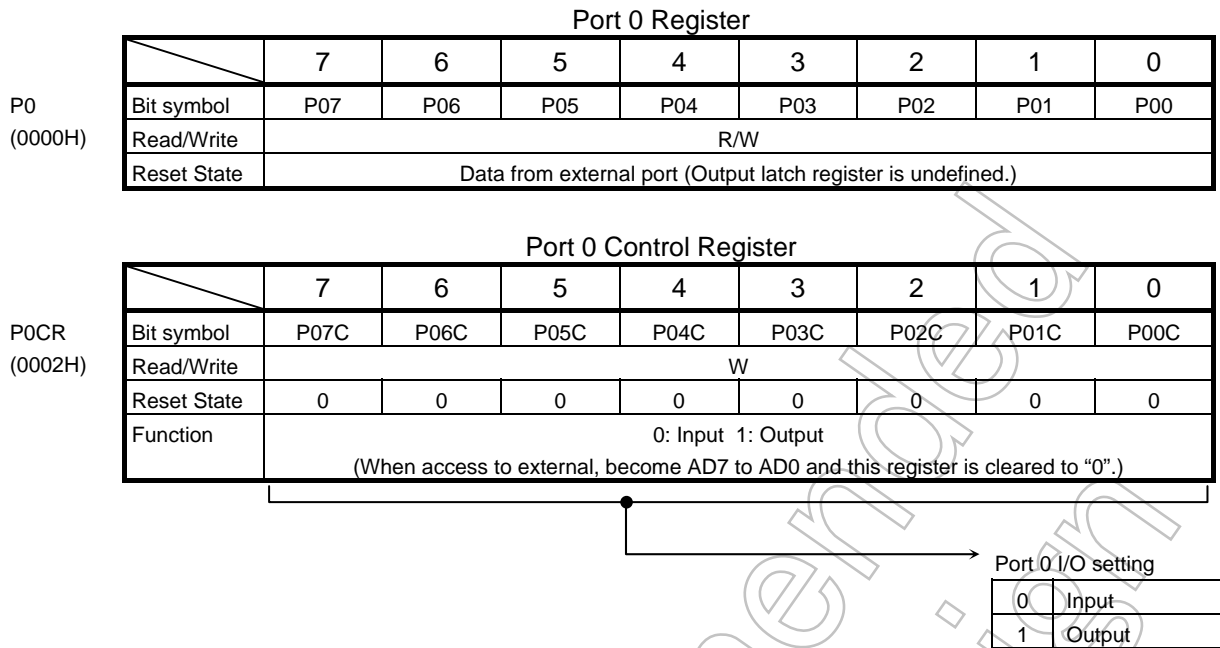 Port 0 Register
7 6 5 4 3 2 1 0
P0 Bit symbol P07 P06 P05 P04 P03 P02 P01 P00
(0000H) Read/Write R/W
Reset State Data from external port (Output latch register is undefined.)
Port 0 Control Register
7 6 5 4 3 2 1 0
P0CR Bit symbol P07C P06C P05C P04C P03C P02C P01C P00C
(0002H) Read/Write W
Reset State 0 0 0 0 0 0 0 0
Function 0: Input 1: Output
(When access to external, become AD7 to AD0 and this register is cleared to “0”.)
Port 0 I/O setting
0 Input
1 Output